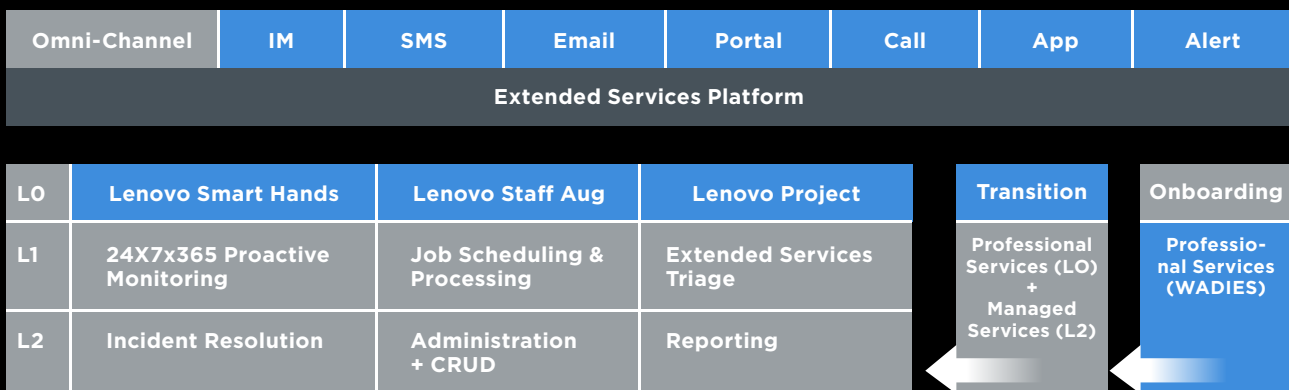 Omni-Channel IM SMS Email Portal Call App Alert
Extended Services Platform
L0 Lenovo Smart Hands Lenovo Staff Aug Lenovo Project
L1 24X7x365 Proactive
Monitoring
Job Scheduling &
Processing
Extended Services
Triage
L2 Incident Resolution
Administration
+ CRUD
Reporting
Transition
Professional
Services (LO)
+
Managed
Services (L2)
Onboarding
Professio-
nal Services
(WADIES)